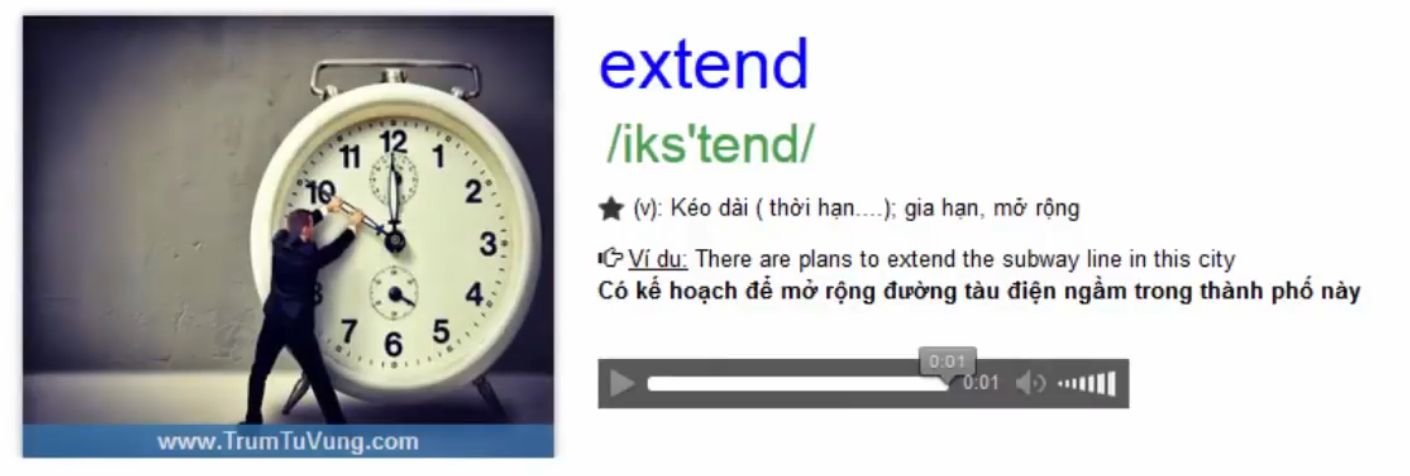 extend
/iks'tend/
★ (v): Kéo dài ( thời hạn....); gia hạn, mở rộng
Ví du: There are plans to extend the subway line in this city
Có kế hoạch để mở rộng đường tàu điện ngầm trong thành phố này
0:01
0:01
12
11 1
10 2
3
8 4
7 5
6
www.TrumTuVung.com